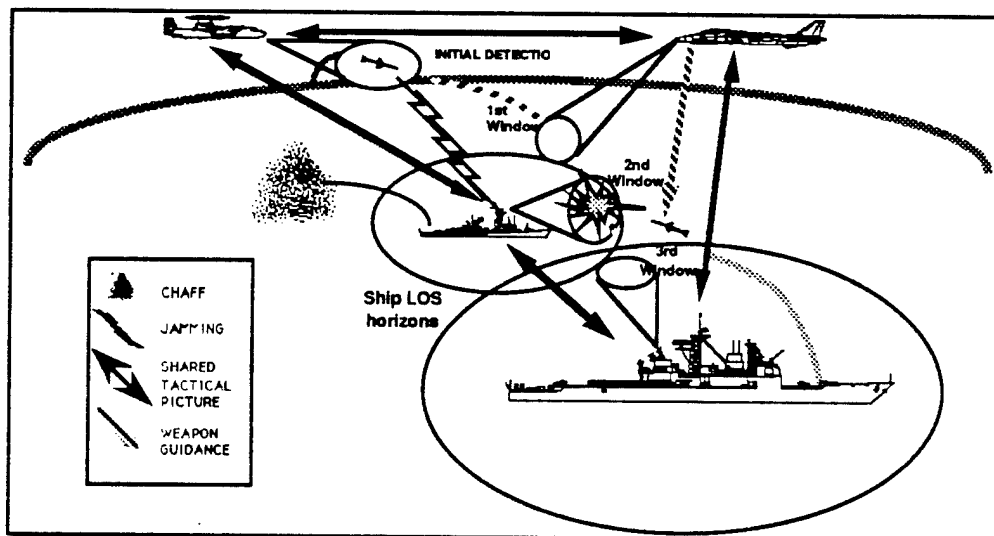 INITIAL DETECTIO
1st
Window
2nd
Window
3rd
Window
Ship LOS
horizons
CHAFF
JAMMING
SHARED
TACTICAL
PICTURE
WEAPON
GUIDANCE